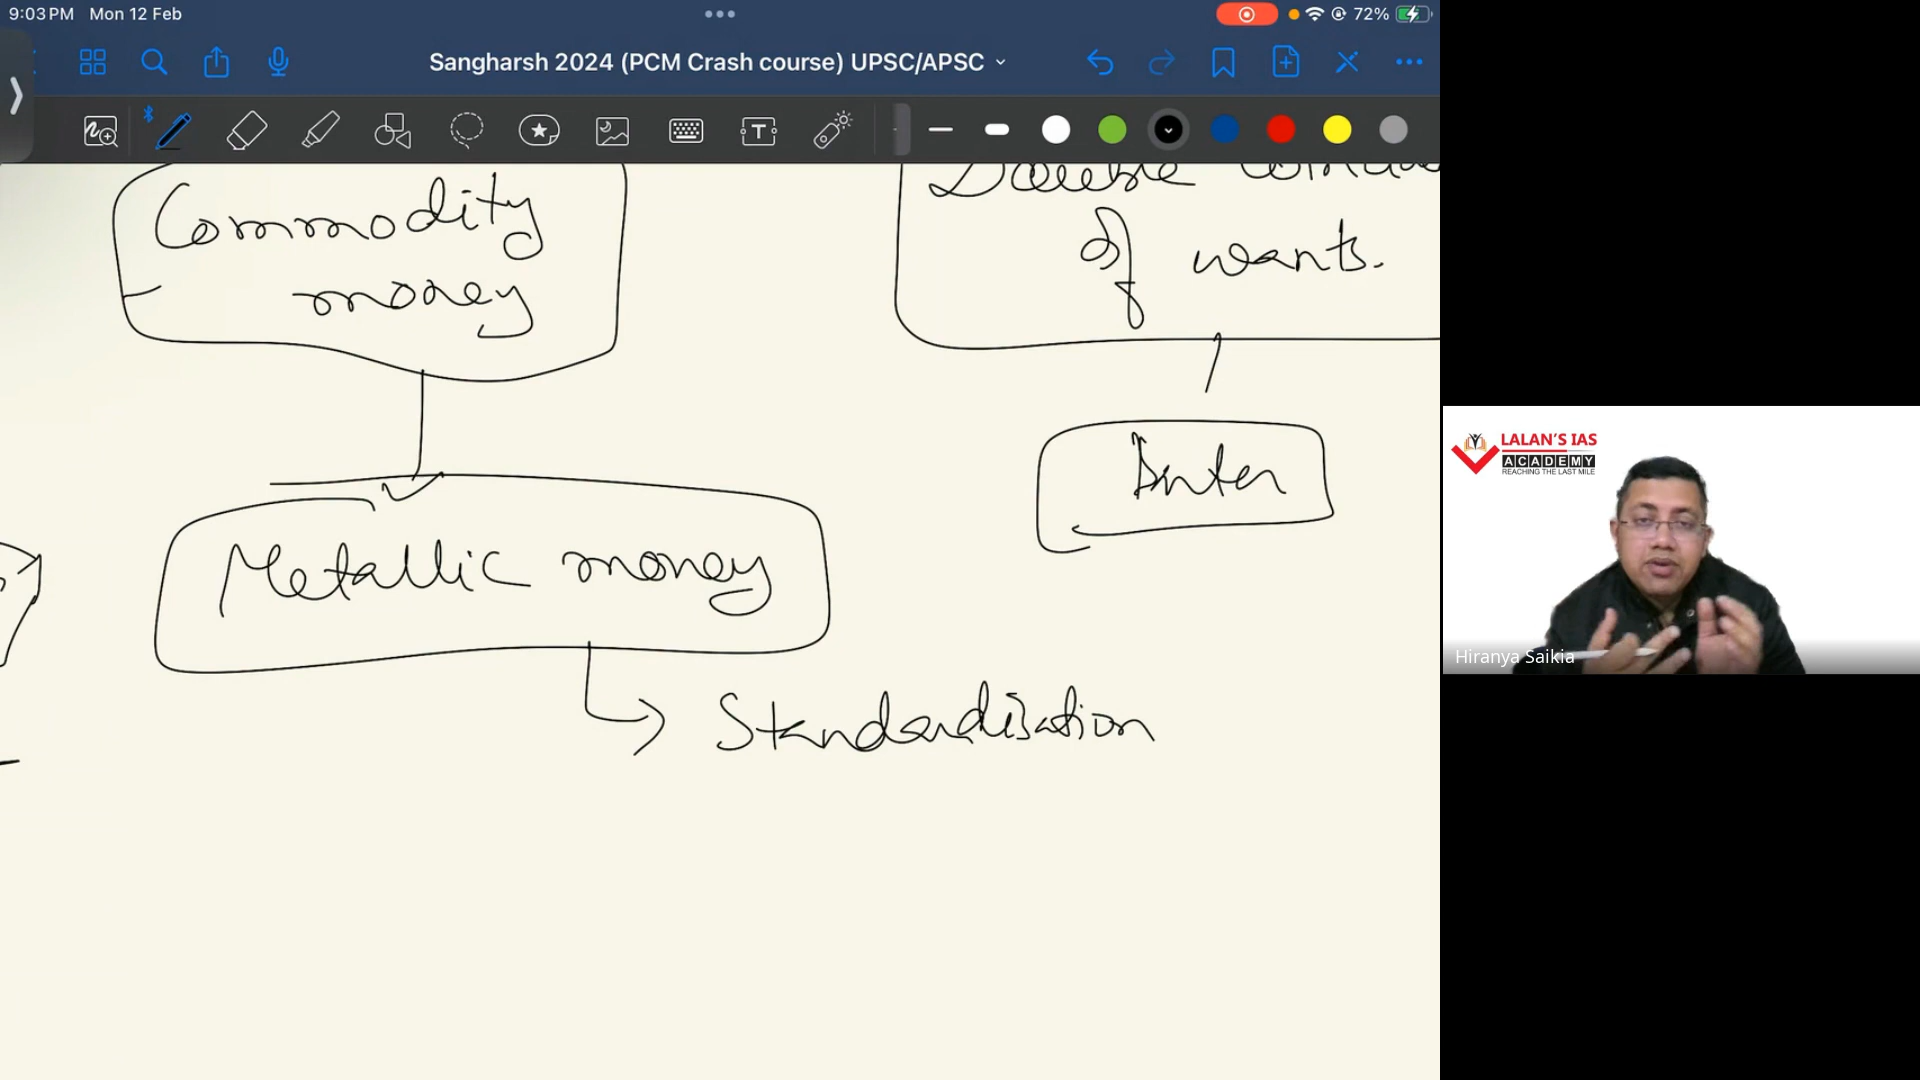 9:03 PM Mon 12 Feb
72%
Sangharsh 2024 (PCM Crash course) UPSC/APSC
T
Commodity
money
Double
of wants.
Metallic money
Standardisation
LALAN'S IAS
ACADEMY
REACHING THE LAST MILE
Hiranya Saikia